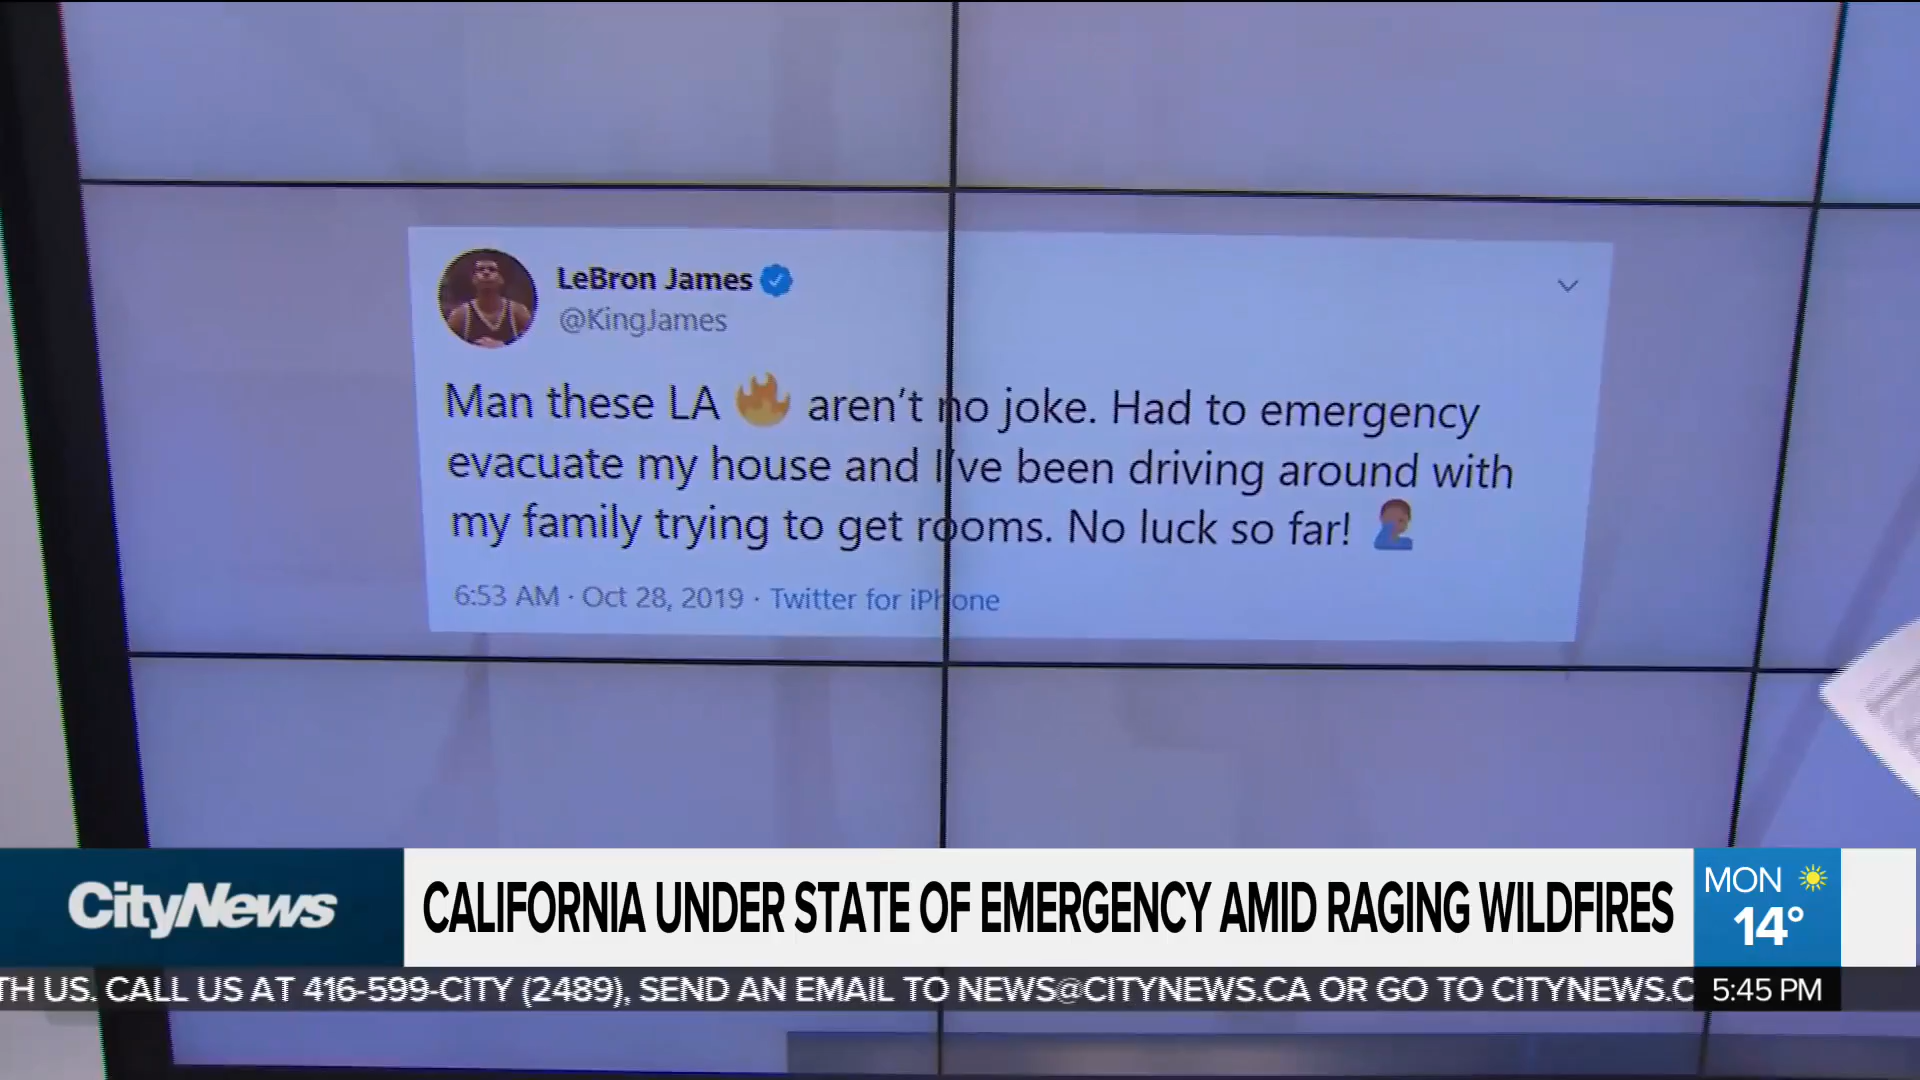 LeBron James
@KingJames
Man these LA 🔥 aren't no joke. Had to emergency
evacuate my house and I've been driving around with
my family trying to get rooms. No luck so far! 🤦🏾‍♂️
6:53 AM · Oct 28, 2019 · Twitter for iPhone
CityNews
CALIFORNIA UNDER STATE OF EMERGENCY AMID RAGING WILDFIRES
MON
14°
TH US. CALL US AT 416-599-CITY (2489), SEND AN EMAIL TO NEWS@CITYNEWS.CA OR GO TO CITYNEWS.C
5:45 PM